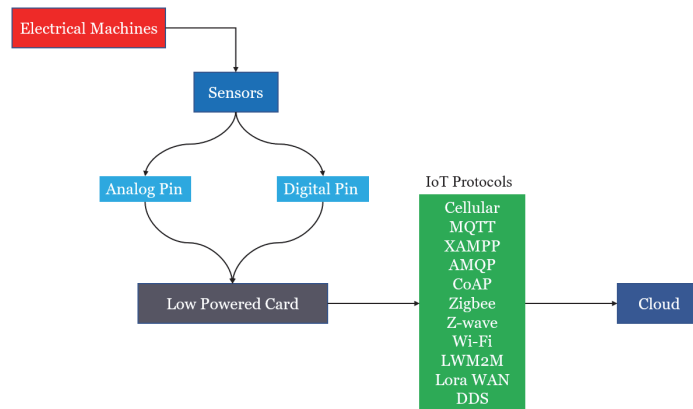 Electrical Machines
Sensors
Analog Pin
Digital Pin
Low Powered Card
IoT Protocols
Cellular
MQTT
XAMPP
AMQP
CoAP
Zigbee
Z-wave
Wi-Fi
LWM2M
Lora WAN
DDS
Cloud